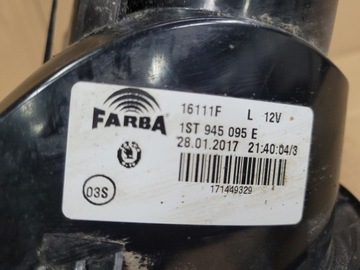 FARBA
16111F L 12V
1ST 945 095 E
28.01.2017 21:40:04/3
03S
171449329